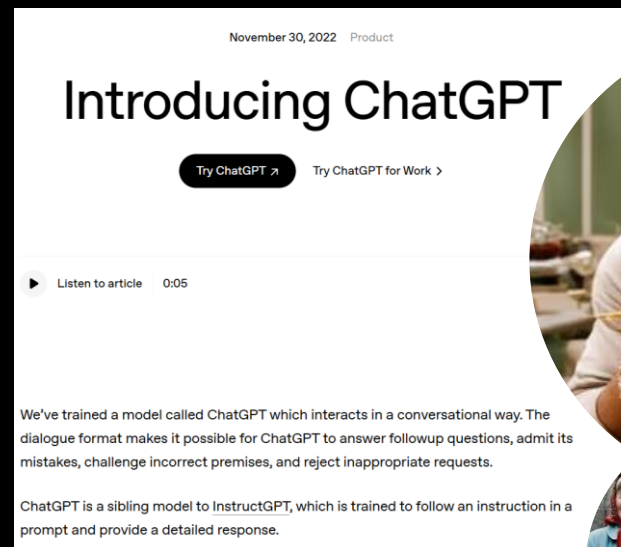 November 30, 2022 Product
Introducing ChatGPT
Try ChatGPT ↗ Try ChatGPT for Work >
Listen to article 0:05
We’ve trained a model called ChatGPT which interacts in a conversational way. The
dialogue format makes it possible for ChatGPT to answer followup questions, admit its
mistakes, challenge incorrect premises, and reject inappropriate requests.
ChatGPT is a sibling model to InstructGPT, which is trained to follow an instruction in a
prompt and provide a detailed response.